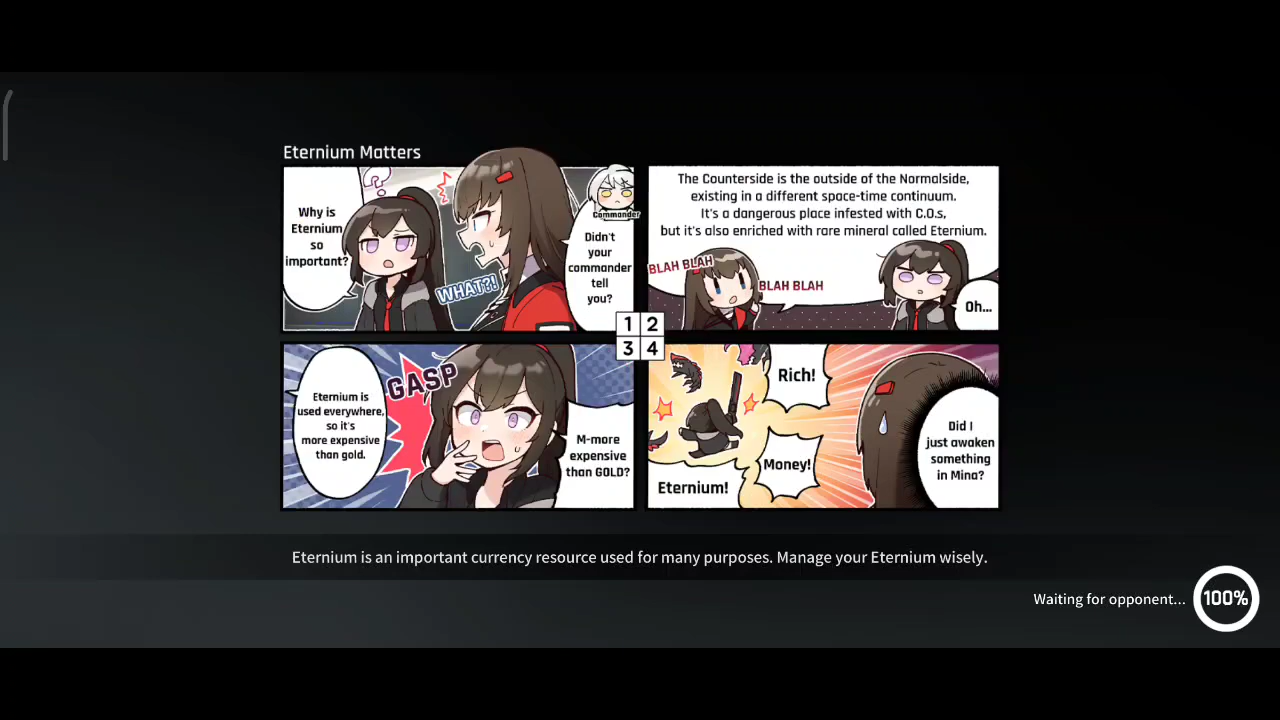 Eternium Matters
Why is
Eternium
so
important?
?
WHAT?!
Commander
Didn't
your
commander
tell
you?
The Counterside is the outside of the Normalside,
existing in a different space-time continuum.
It's a dangerous place infested with C.O.s,
but it's also enriched with rare mineral called Eternium.
BLAH BLAH
BLAH BLAH
Oh...
1 2
3 4
Eternium is
used everywhere,
so it's
more expensive
than gold.
GASP
M-more
expensive
than GOLD?
Rich!
Money!
Eternium!
Did I
just awaken
something
in Mina?
Eternium is an important currency resource used for many purposes. Manage your Eternium wisely.
Waiting for opponent...
100%